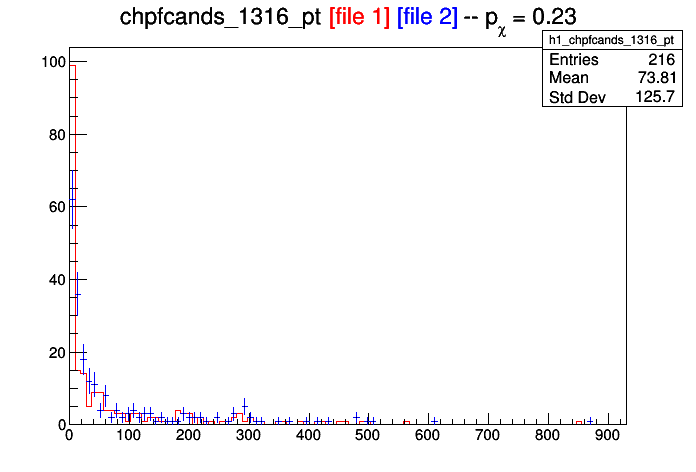 chpfcands_1316_pt [file 1] [file 2] -- pχ = 0.23
h1_chpfcands_1316_pt
Entries 216
Mean 73.81
Std Dev 125.7
100
80
60
40
20
0
0 100 200 300 400 500 600 700 800 900